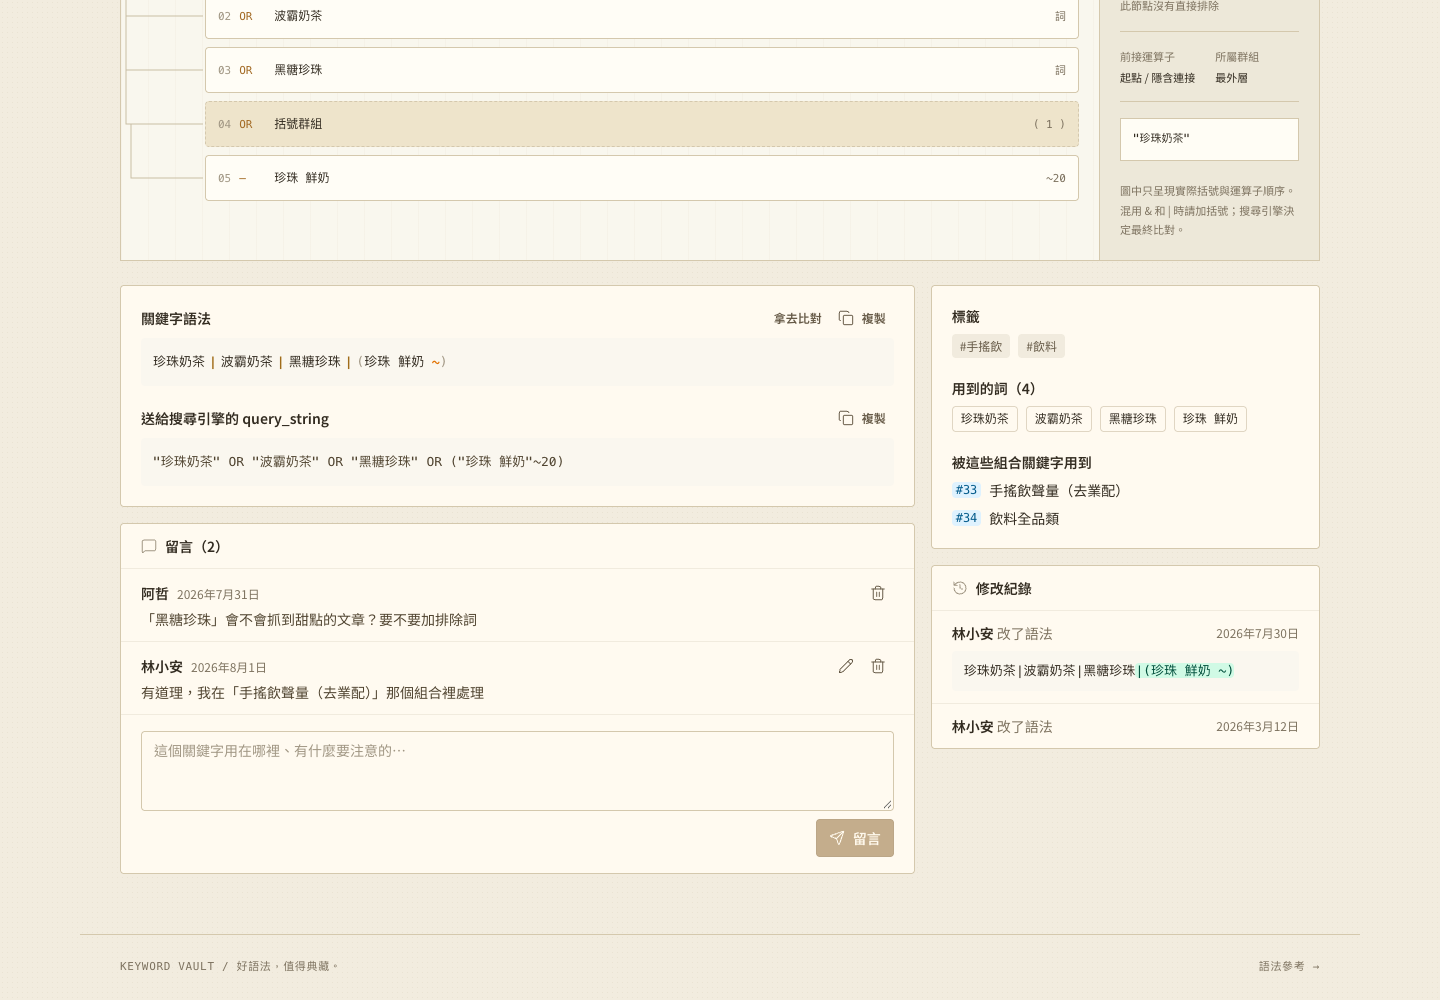 02 OR 波霸奶茶 詞
03 OR 黑糖珍珠 詞
04 OR 括號群組 ( 1 )
05 — 珍珠 鮮奶 ~20
此節點沒有直接排除
前接運算子 所屬群組
起點 / 隱含連接 最外層
"珍珠奶茶"
圖中只呈現實際括號與運算子順序。
混用 & 和 | 時請加括號；搜尋引擎決
定最終比對。
關鍵字語法 拿去比對 複製
珍珠奶茶 | 波霸奶茶 | 黑糖珍珠 | (珍珠 鮮奶 ~)
送給搜尋引擎的 query_string 複製
"珍珠奶茶" OR "波霸奶茶" OR "黑糖珍珠" OR ("珍珠 鮮奶"~20)
留言（2）
阿哲 2026年7月31日
「黑糖珍珠」會不會抓到甜點的文章？要不要加排除詞
林小安 2026年8月1日
有道理，我在「手搖飲聲量（去業配）」那個組合裡處理
這個關鍵字用在哪裡、有什麼要注意的…
留言
標籤
#手搖飲 #飲料
用到的詞（4）
珍珠奶茶 波霸奶茶 黑糖珍珠 珍珠 鮮奶
被這些組合關鍵字用到
#33 手搖飲聲量（去業配）
#34 飲料全品類
修改紀錄
林小安 改了語法 2026年7月30日
珍珠奶茶|波霸奶茶|黑糖珍珠|(珍珠 鮮奶 ~)
林小安 改了語法 2026年3月12日
KEYWORD VAULT / 好語法，值得典藏。
語法參考 →